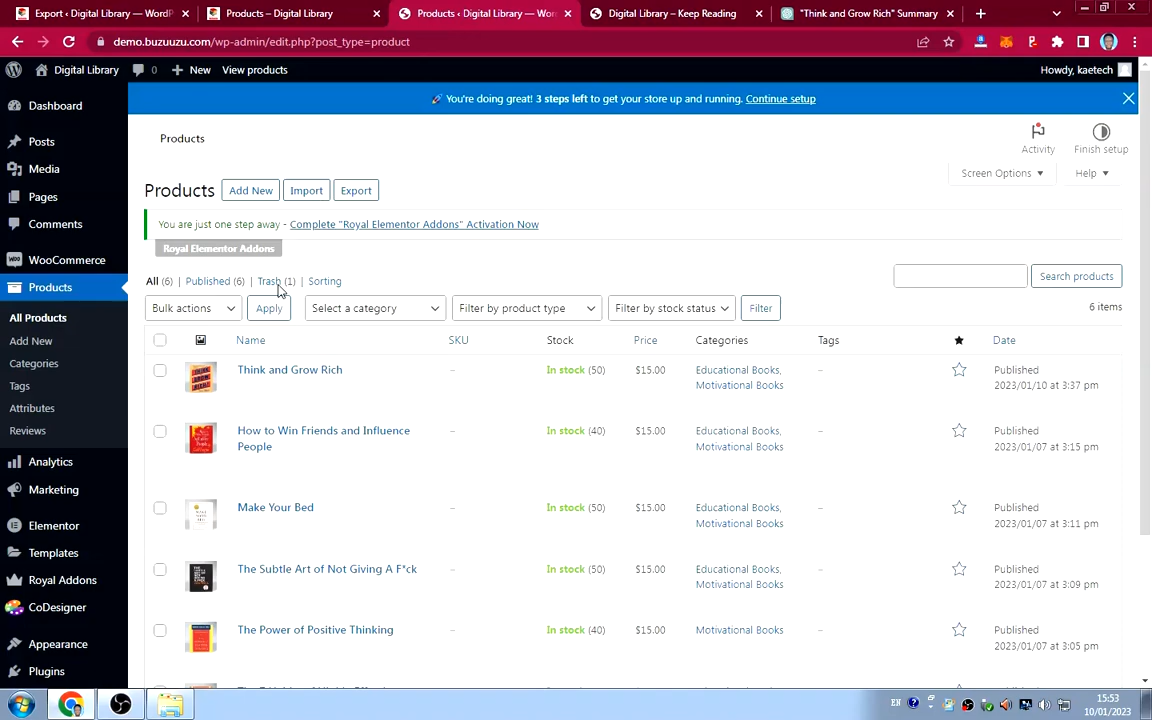 Export ‹ Digital Library — WordP
Products – Digital Library
Products ‹ Digital Library — Wor
Digital Library – Keep Reading
"Think and Grow Rich" Summary
demo.buzuuzu.com/wp-admin/edit.php?post_type=product
Digital Library
0
New
View products
Howdy, kaetech
🚀 You're doing great! 3 steps left to get your store up and running. Continue setup
Dashboard
Posts
Media
Pages
Comments
WooCommerce
Products
All Products
Add New
Categories
Tags
Attributes
Reviews
Analytics
Marketing
Elementor
Templates
Royal Addons
CoDesigner
Appearance
Plugins
Products
Activity
Finish setup
Screen Options ▼
Help ▼
Products
Add New
Import
Export
You are just one step away - Complete "Royal Elementor Addons" Activation Now
Royal Elementor Addons
All (6) | Published (6) | Trash (1) | Sorting
Search products
Bulk actions
Apply
Select a category
Filter by product type
Filter by stock status
Filter
6 items
Name SKU Stock Price Categories Tags Date
Think and Grow Rich – In stock (50) $15.00 Educational Books, – Published
Motivational Books 2023/01/10 at 3:37 pm
How to Win Friends and Influence – In stock (40) $15.00 Educational Books, – Published
People Motivational Books 2023/01/07 at 3:15 pm
Make Your Bed – In stock (50) $15.00 Educational Books, – Published
Motivational Books 2023/01/07 at 3:11 pm
The Subtle Art of Not Giving A F*ck – In stock (50) $15.00 Educational Books, – Published
Motivational Books 2023/01/07 at 3:09 pm
The Power of Positive Thinking – In stock (40) $15.00 Motivational Books – Published
2023/01/07 at 3:05 pm
EN
15:53
10/01/2023